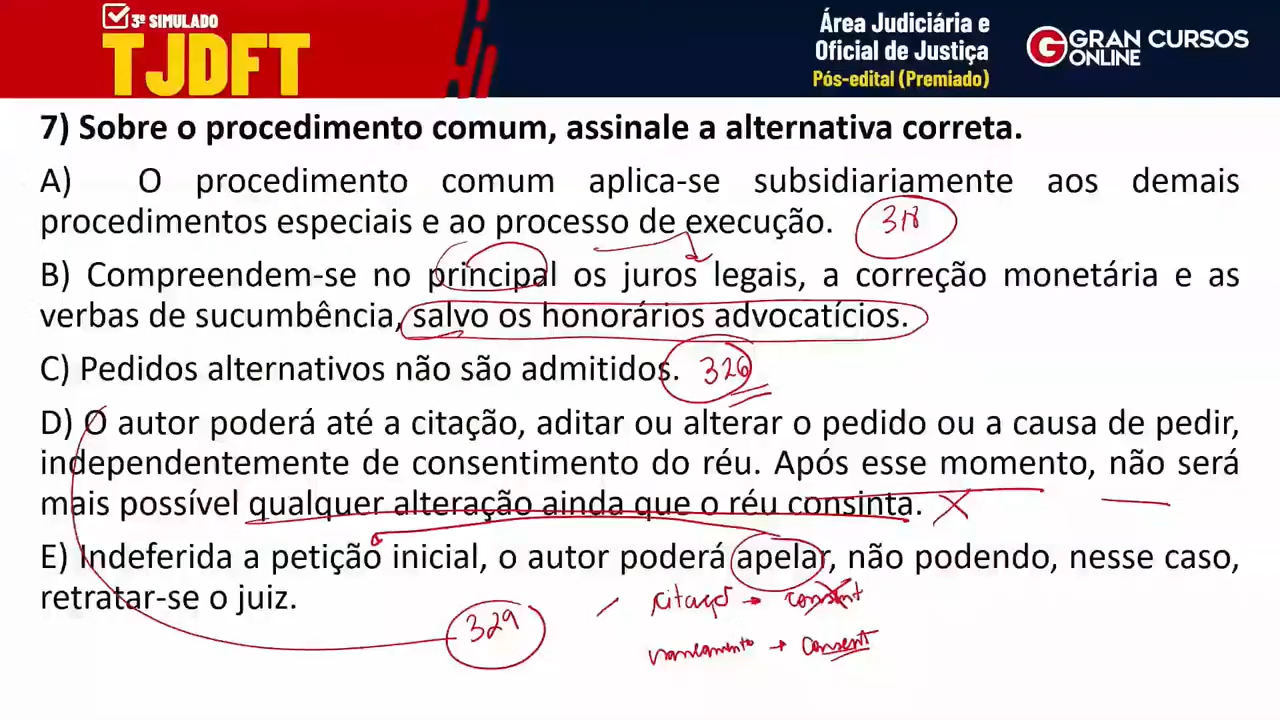 3º SIMULADO
TJDFT
Área Judiciária e
Oficial de Justiça
Pós-edital (Premiado)
GRAN CURSOS
ONLINE
7) Sobre o procedimento comum, assinale a alternativa correta.
A) O procedimento comum aplica-se subsidiariamente aos demais
procedimentos especiais e ao processo de execução.
318
B) Compreendem-se no principal os juros legais, a correção monetária e as
verbas de sucumbência, salvo os honorários advocatícios.
C) Pedidos alternativos não são admitidos.
326
D) O autor poderá até a citação, aditar ou alterar o pedido ou a causa de pedir,
independentemente de consentimento do réu. Após esse momento, não será
mais possível qualquer alteração ainda que o réu consinta.
E) Indeferida a petição inicial, o autor poderá apelar, não podendo, nesse caso,
retratar-se o juiz.
citação → consent
329
saneamento → consent